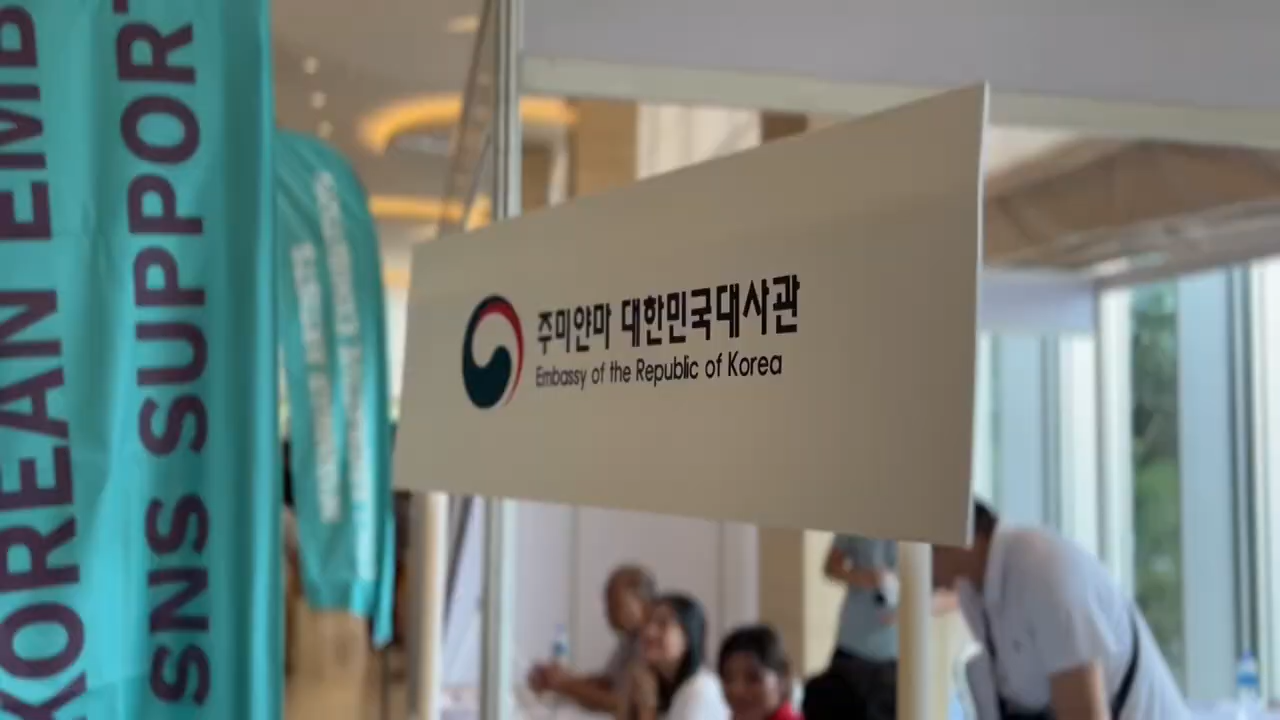 KOREAN EMB
SNS SUPPORT
주미얀마 대한민국대사관
Embassy of the Republic of Korea